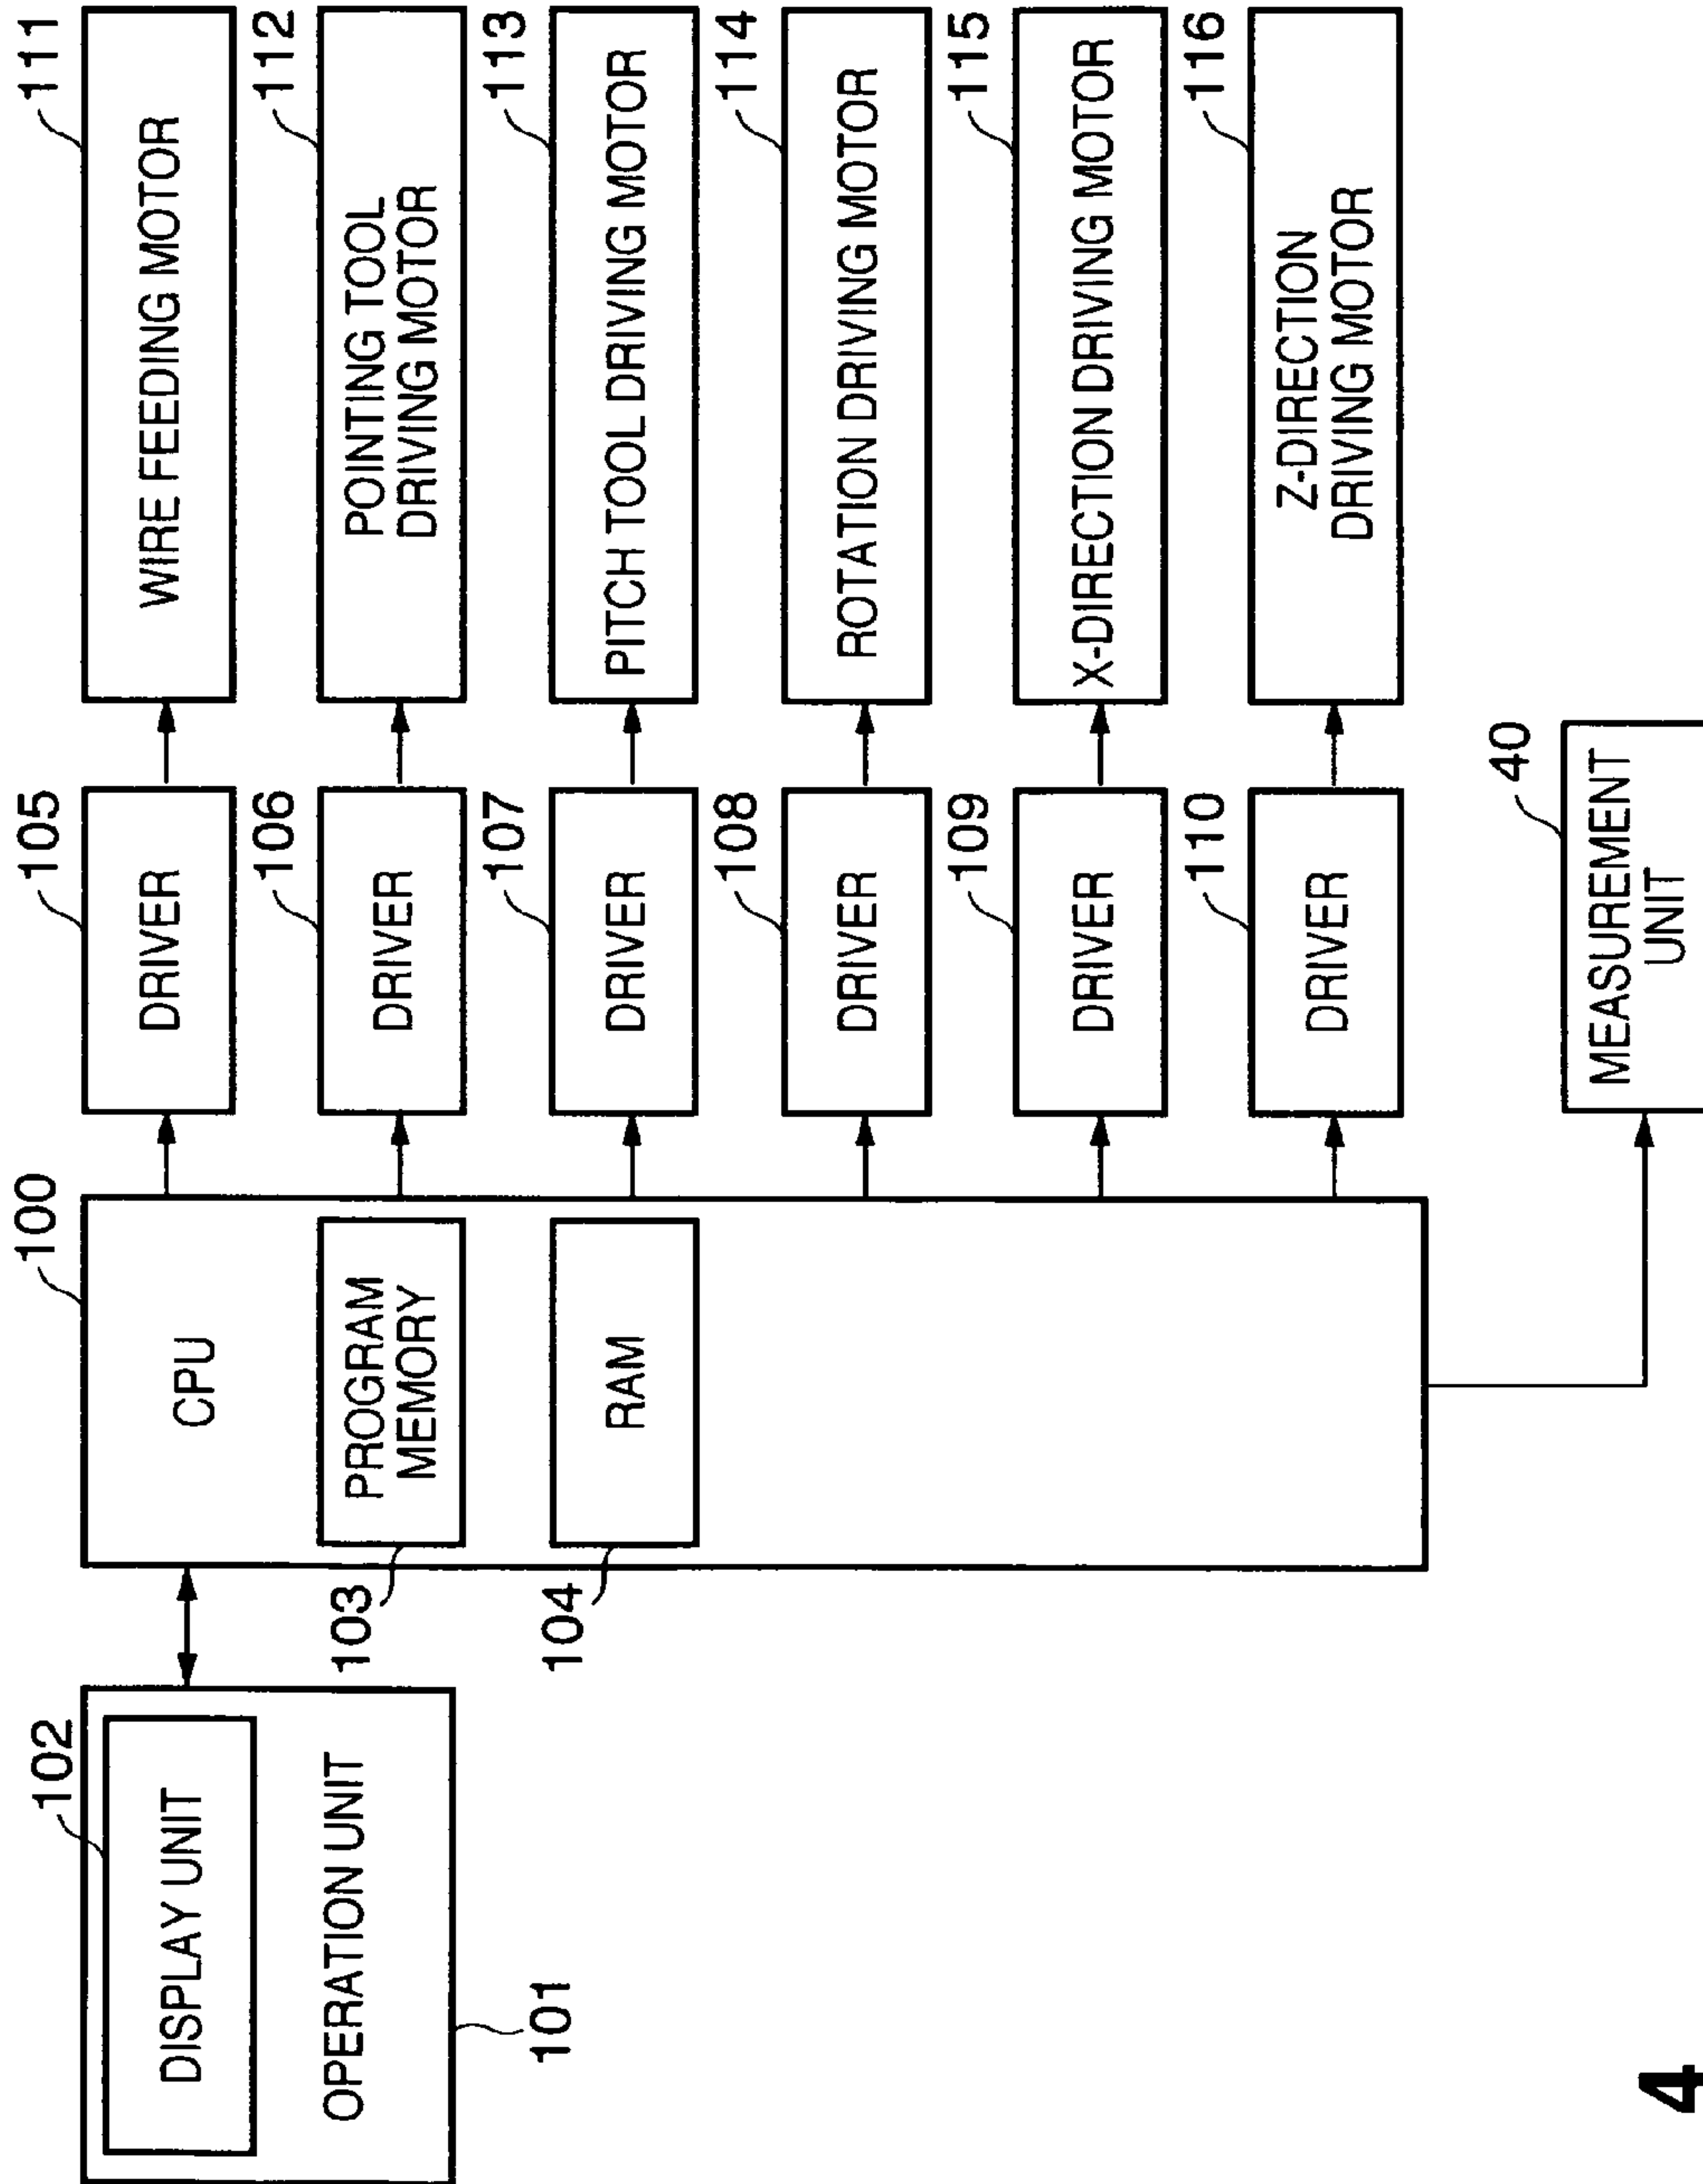 102
DISPLAY UNIT
OPERATION UNIT
101
100
CPU
PROGRAM
MEMORY
103
RAM
104
105
DRIVER
111
WIRE FEEDING MOTOR
106
DRIVER
112
POINTING TOOL
DRIVING MOTOR
107
DRIVER
113
PITCH TOOL DRIVING MOTOR
108
DRIVER
114
ROTATION DRIVING MOTOR
109
DRIVER
115
X-DIRECTION DRIVING MOTOR
110
DRIVER
116
Z-DIRECTION
DRIVING MOTOR
40
MEASUREMENT
UNIT
4